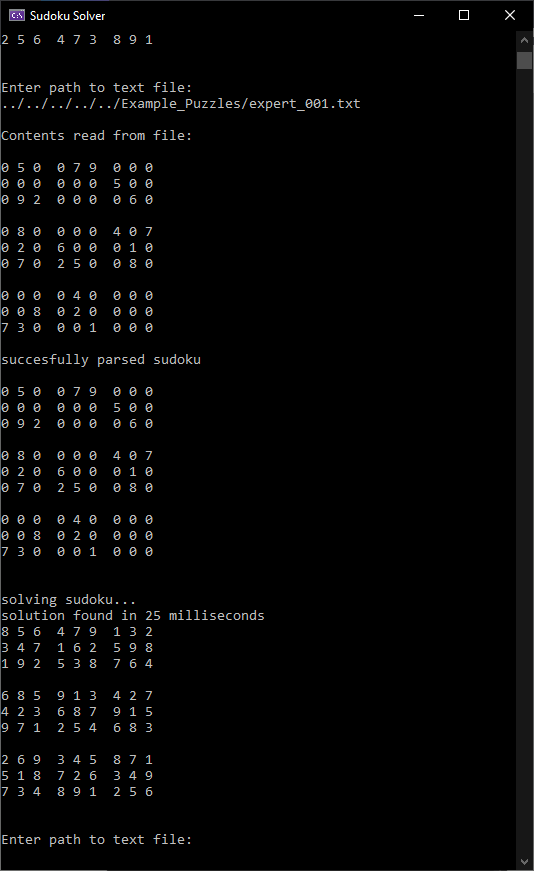 Sudoku Solver
2 5 6  4 7 3  8 9 1
Enter path to text file:
../../../../../Example_Puzzles/expert_001.txt
Contents read from file:
0 5 0  0 7 9  0 0 0
0 0 0  0 0 0  5 0 0
0 9 2  0 0 0  0 6 0
0 8 0  0 0 0  4 0 7
0 2 0  6 0 0  0 1 0
0 7 0  2 5 0  0 8 0
0 0 0  0 4 0  0 0 0
0 0 8  0 2 0  0 0 0
7 3 0  0 0 1  0 0 0
succesfully parsed sudoku
0 5 0  0 7 9  0 0 0
0 0 0  0 0 0  5 0 0
0 9 2  0 0 0  0 6 0
0 8 0  0 0 0  4 0 7
0 2 0  6 0 0  0 1 0
0 7 0  2 5 0  0 8 0
0 0 0  0 4 0  0 0 0
0 0 8  0 2 0  0 0 0
7 3 0  0 0 1  0 0 0
solving sudoku...
solution found in 25 milliseconds
8 5 6  4 7 9  1 3 2
3 4 7  1 6 2  5 9 8
1 9 2  5 3 8  7 6 4
6 8 5  9 1 3  4 2 7
4 2 3  6 8 7  9 1 5
9 7 1  2 5 4  6 8 3
2 6 9  3 4 5  8 7 1
5 1 8  7 2 6  3 4 9
7 3 4  8 9 1  2 5 6
Enter path to text file: